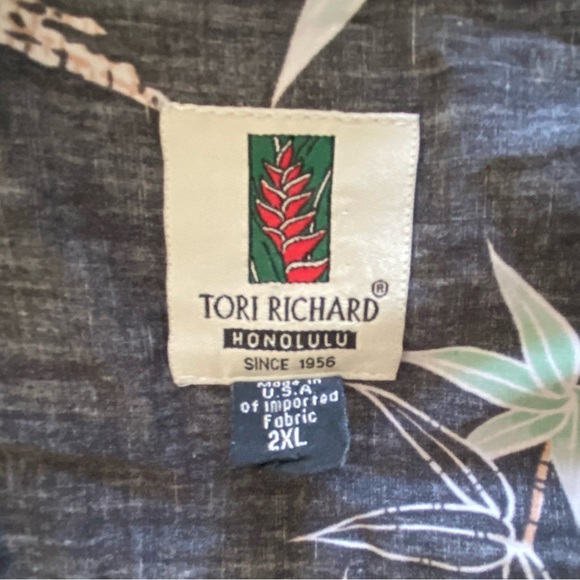 TORI RICHARD®
HONOLULU
SINCE 1956
Made in
U.S.A.
of imported
Fabric
2XL